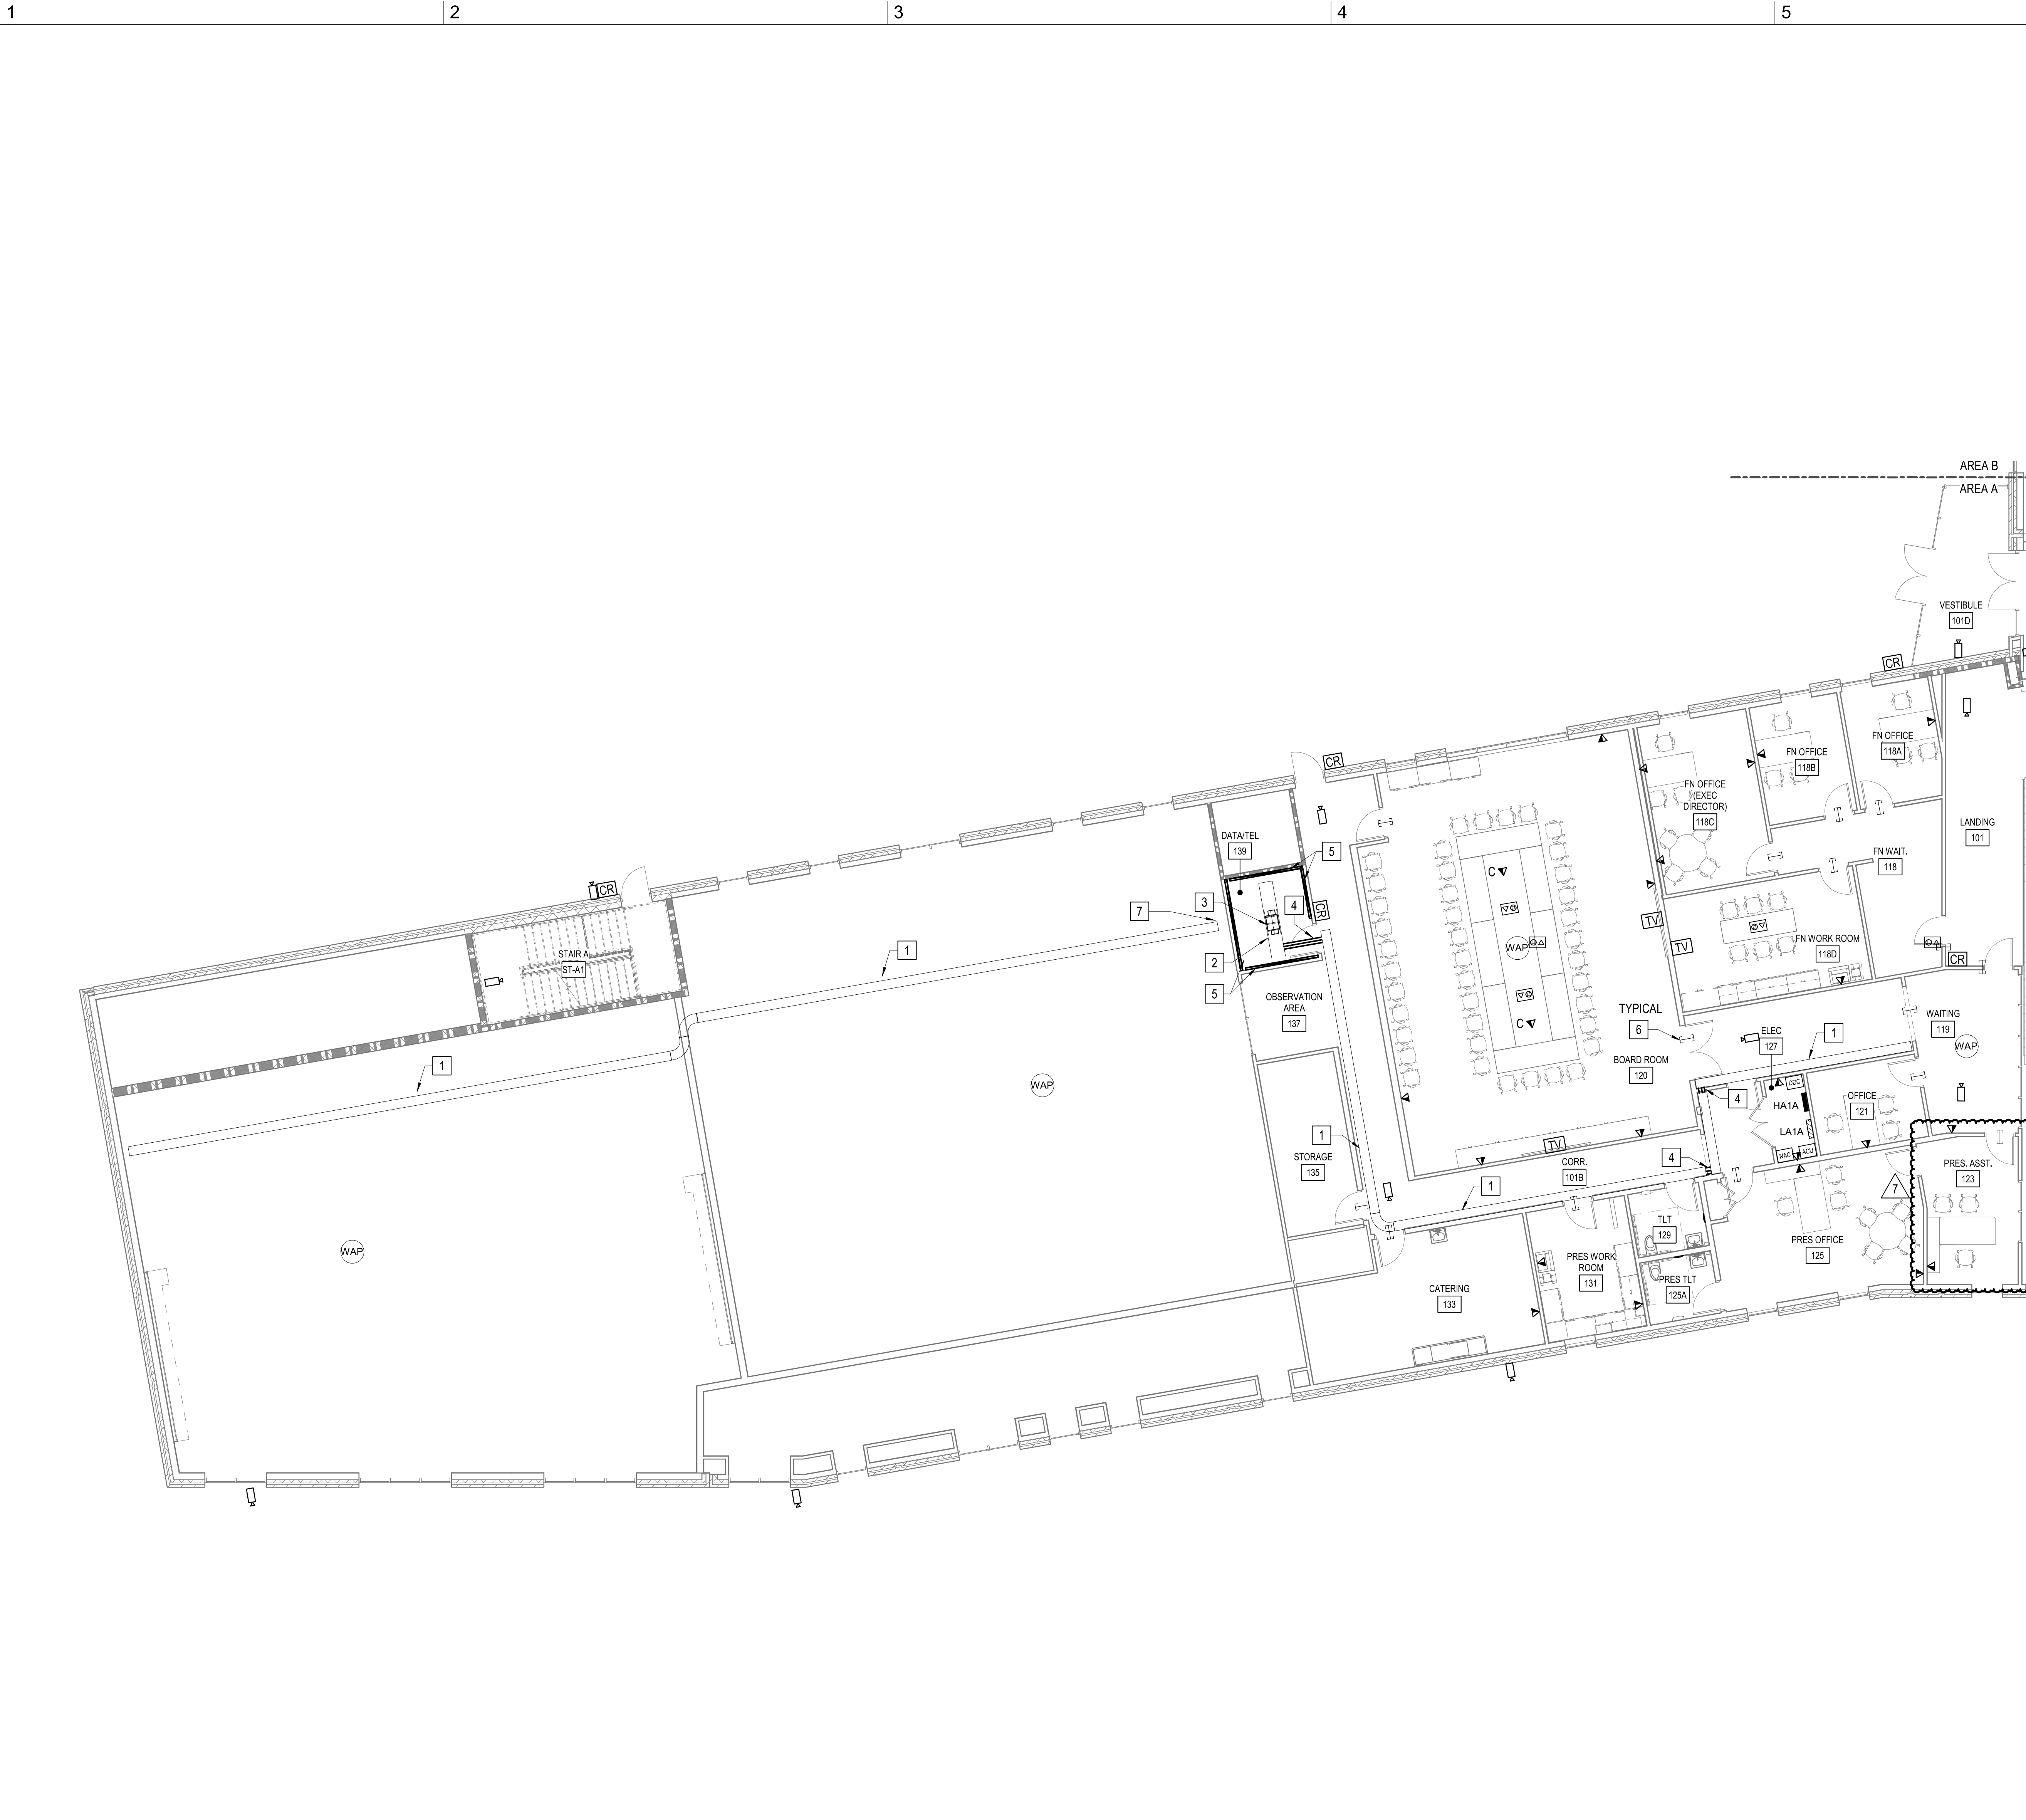 1
2
3
4
5
AREA B
AREA A
VESTIBULE
101D
CR
FN OFFICE
118A
FN OFFICE
118B
FN OFFICE
(EXEC
DIRECTOR)
118C
CR
LANDING
101
DATA/TEL
139
5
FN WAIT.
118
C
CR
3
4
CR
7
TV
WAP
TV
FN WORK ROOM
118D
1
STAIR A
ST-A1
2
5
CR
OBSERVATION
AREA
137
TYPICAL
6
C
WAITING
119
ELEC
127
1
WAP
BOARD ROOM
120
1
WAP
DDC
4
HA1A
OFFICE
121
LA1A
1
TV
STORAGE
135
4
NAC
ACU
CORR.
101B
PRES. ASST.
123
1
7
TLT
129
PRES OFFICE
125
WAP
PRES WORK
ROOM
131
PRES TLT
125A
CATERING
133